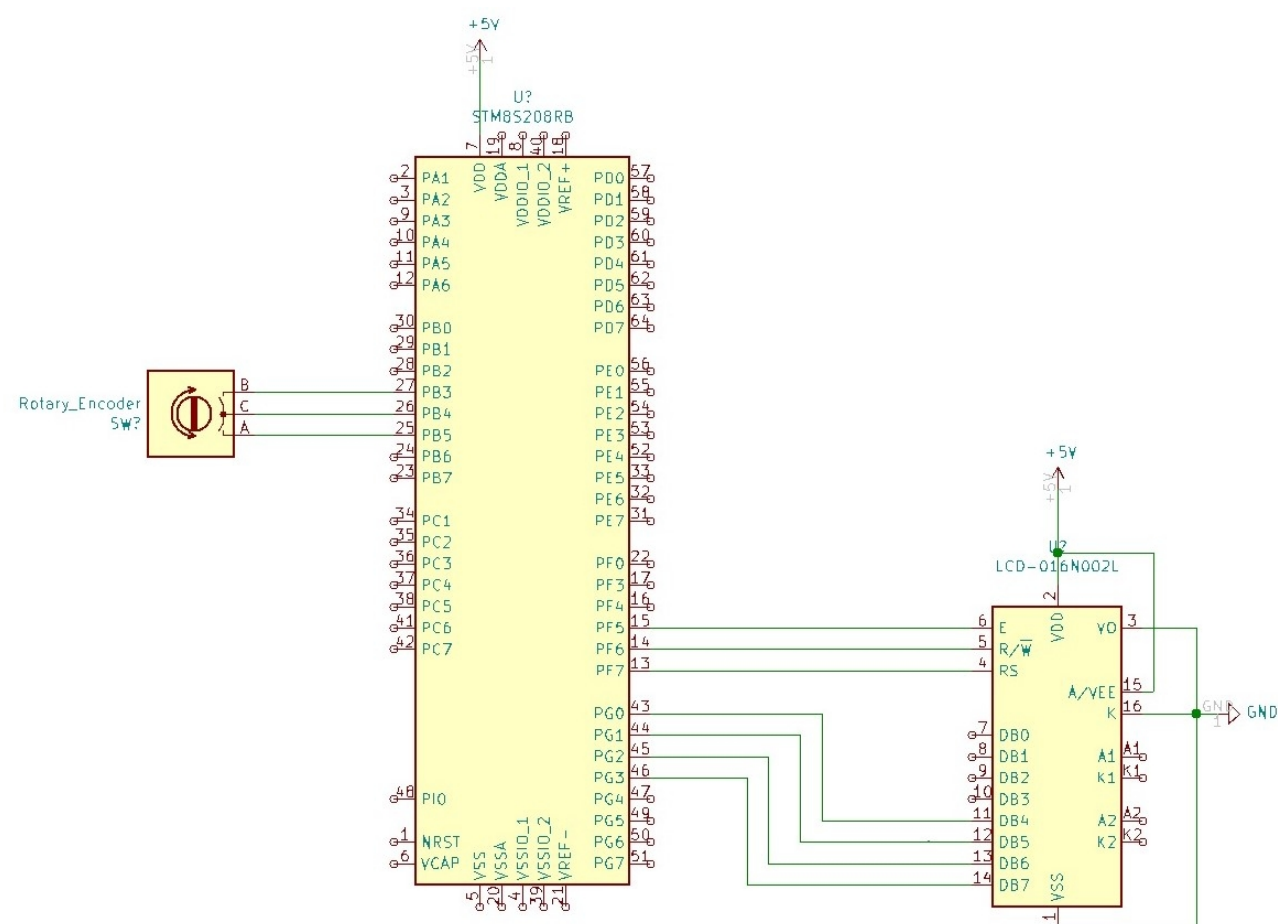 +5V
+5V
1
U?
STM8S208RB
7
19
8
40
18
VDD
VDDA
VDDIO_1
VDDIO_2
VREF+
2 PA1
3 PA2
9 PA3
10 PA4
11 PA5
12 PA6
30 PB0
29 PB1
28 PB2
27 PB3
26 PB4
25 PB5
24 PB6
23 PB7
34 PC1
35 PC2
36 PC3
37 PC4
38 PC5
41 PC6
42 PC7
48 PI0
1 NRST
6 VCAP
PD0 57
PD1 58
PD2 59
PD3 60
PD4 61
PD5 62
PD6 63
PD7 64
PE0 56
PE1 55
PE2 54
PE3 53
PE4 52
PE5 33
PE6 32
PE7 31
PF0 22
PF3 17
PF4 16
PF5 15
PF6 14
PF7 13
PG0 43
PG1 44
PG2 45
PG3 46
PG4 47
PG5 49
PG6 50
PG7 51
VSS
VSSA
VSSIO_1
VSSIO_2
VREF-
5
20
4
39
21
Rotary_Encoder
SW?
B
C
A
+5V
+5V
1
U?
LCD-016N002L
2
VDD
6 E
5 R/W
4 RS
7 DB0
8 DB1
9 DB2
10 DB3
11 DB4
12 DB5
13 DB6
14 DB7
VO 3
A/VEE 15
K 16
A1 A1
K1 K1
A2 A2
K2 K2
VSS
1
GND
1
GND